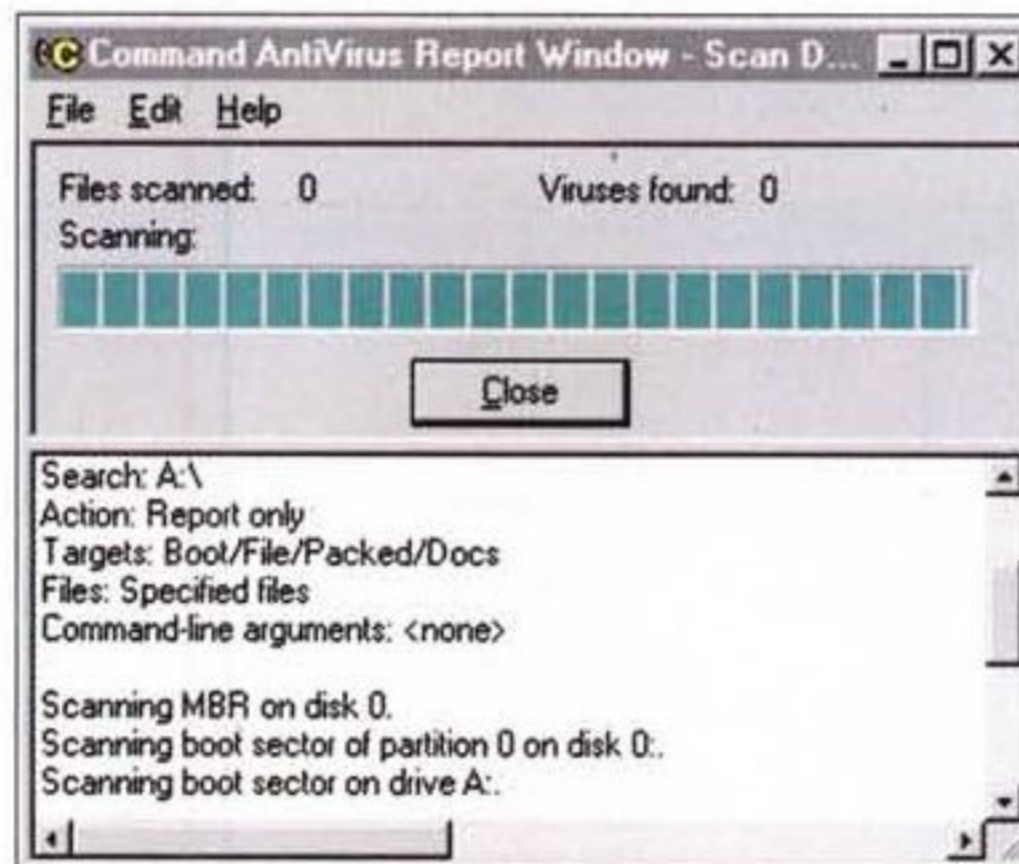 Command AntiVirus Report Window - Scan D...
File Edit Help
Files scanned: 0 Viruses found: 0
Scanning:
Close
Search: A:\
Action: Report only
Targets: Boot/File/Packed/Docs
Files: Specified files
Command-line arguments: <none>
Scanning MBR on disk 0.
Scanning boot sector of partition 0 on disk 0:.
Scanning boot sector on drive A:.